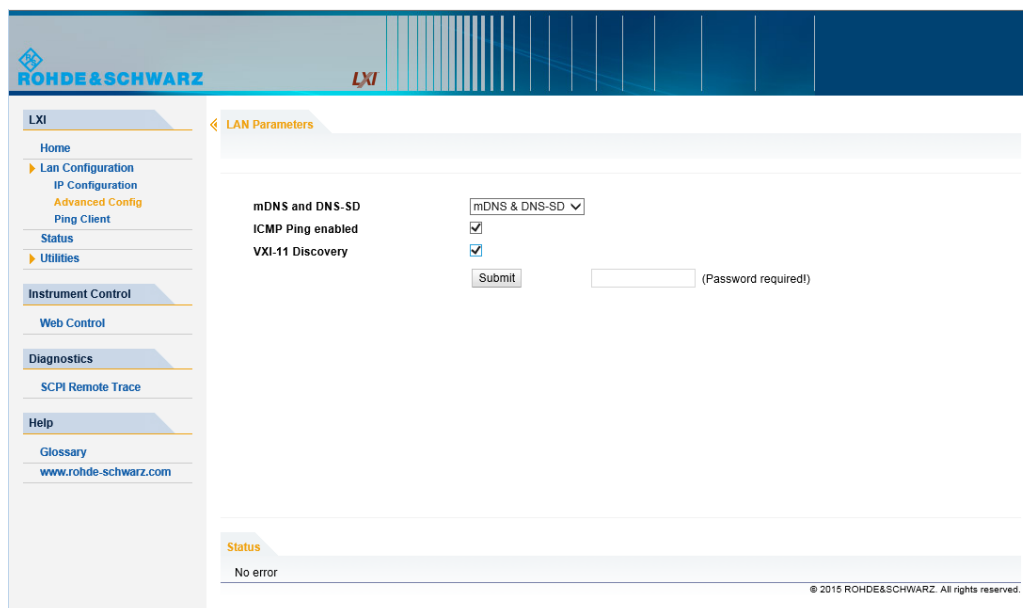 ROHDE&SCHWARZ
LXI
LXI
Home
Lan Configuration
IP Configuration
Advanced Config
Ping Client
Status
Utilities
Instrument Control
Web Control
Diagnostics
SCPI Remote Trace
Help
Glossary
www.rohde-schwarz.com
LAN Parameters
mDNS and DNS-SD
mDNS & DNS-SD
ICMP Ping enabled
VXI-11 Discovery
Submit (Password required!)
Status
No error
© 2015 ROHDE&SCHWARZ. All rights reserved.